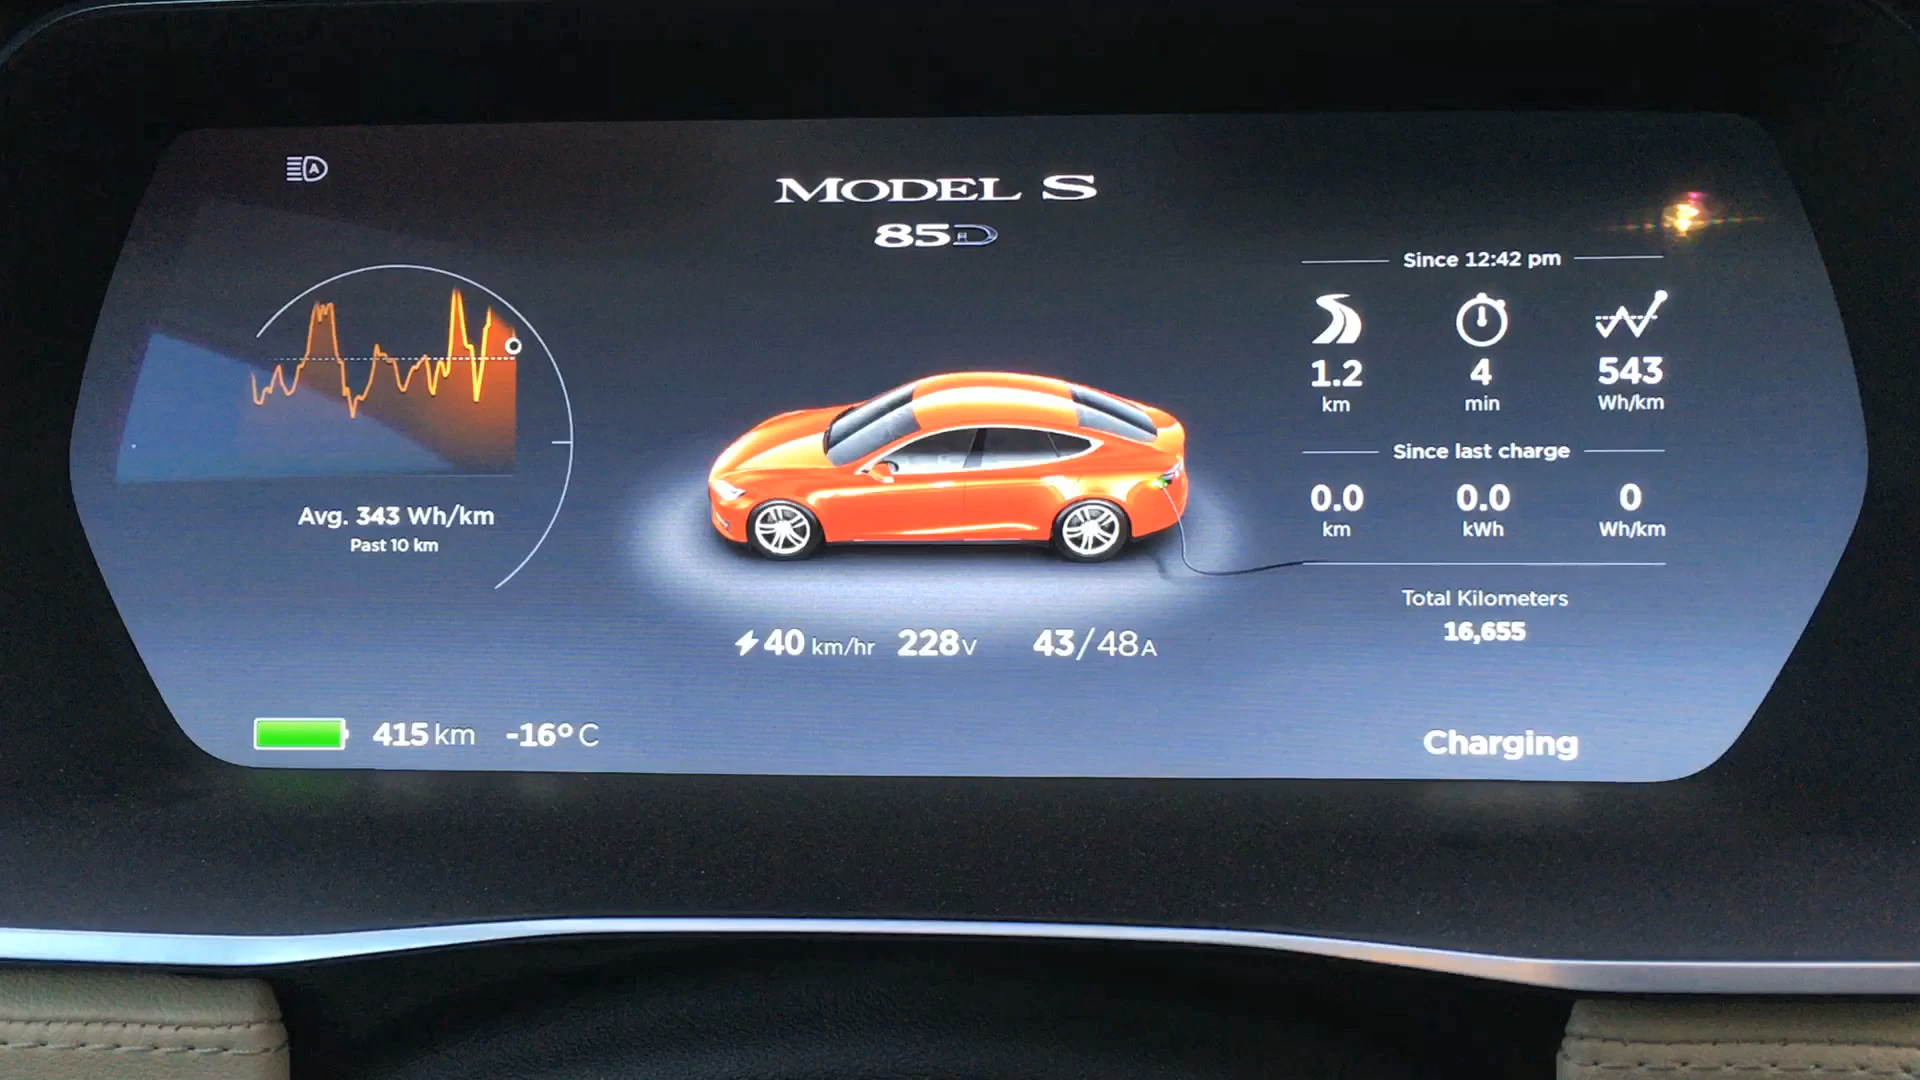 A
MODEL S
85D
Since 12:42 pm
1.2 4 543
km min Wh/km
Since last charge
0.0 0.0 0
km kWh Wh/km
Avg. 343 Wh/km
Past 10 km
Total Kilometers
16,655
40 km/hr 228V 43/48A
415 km -16° C
Charging